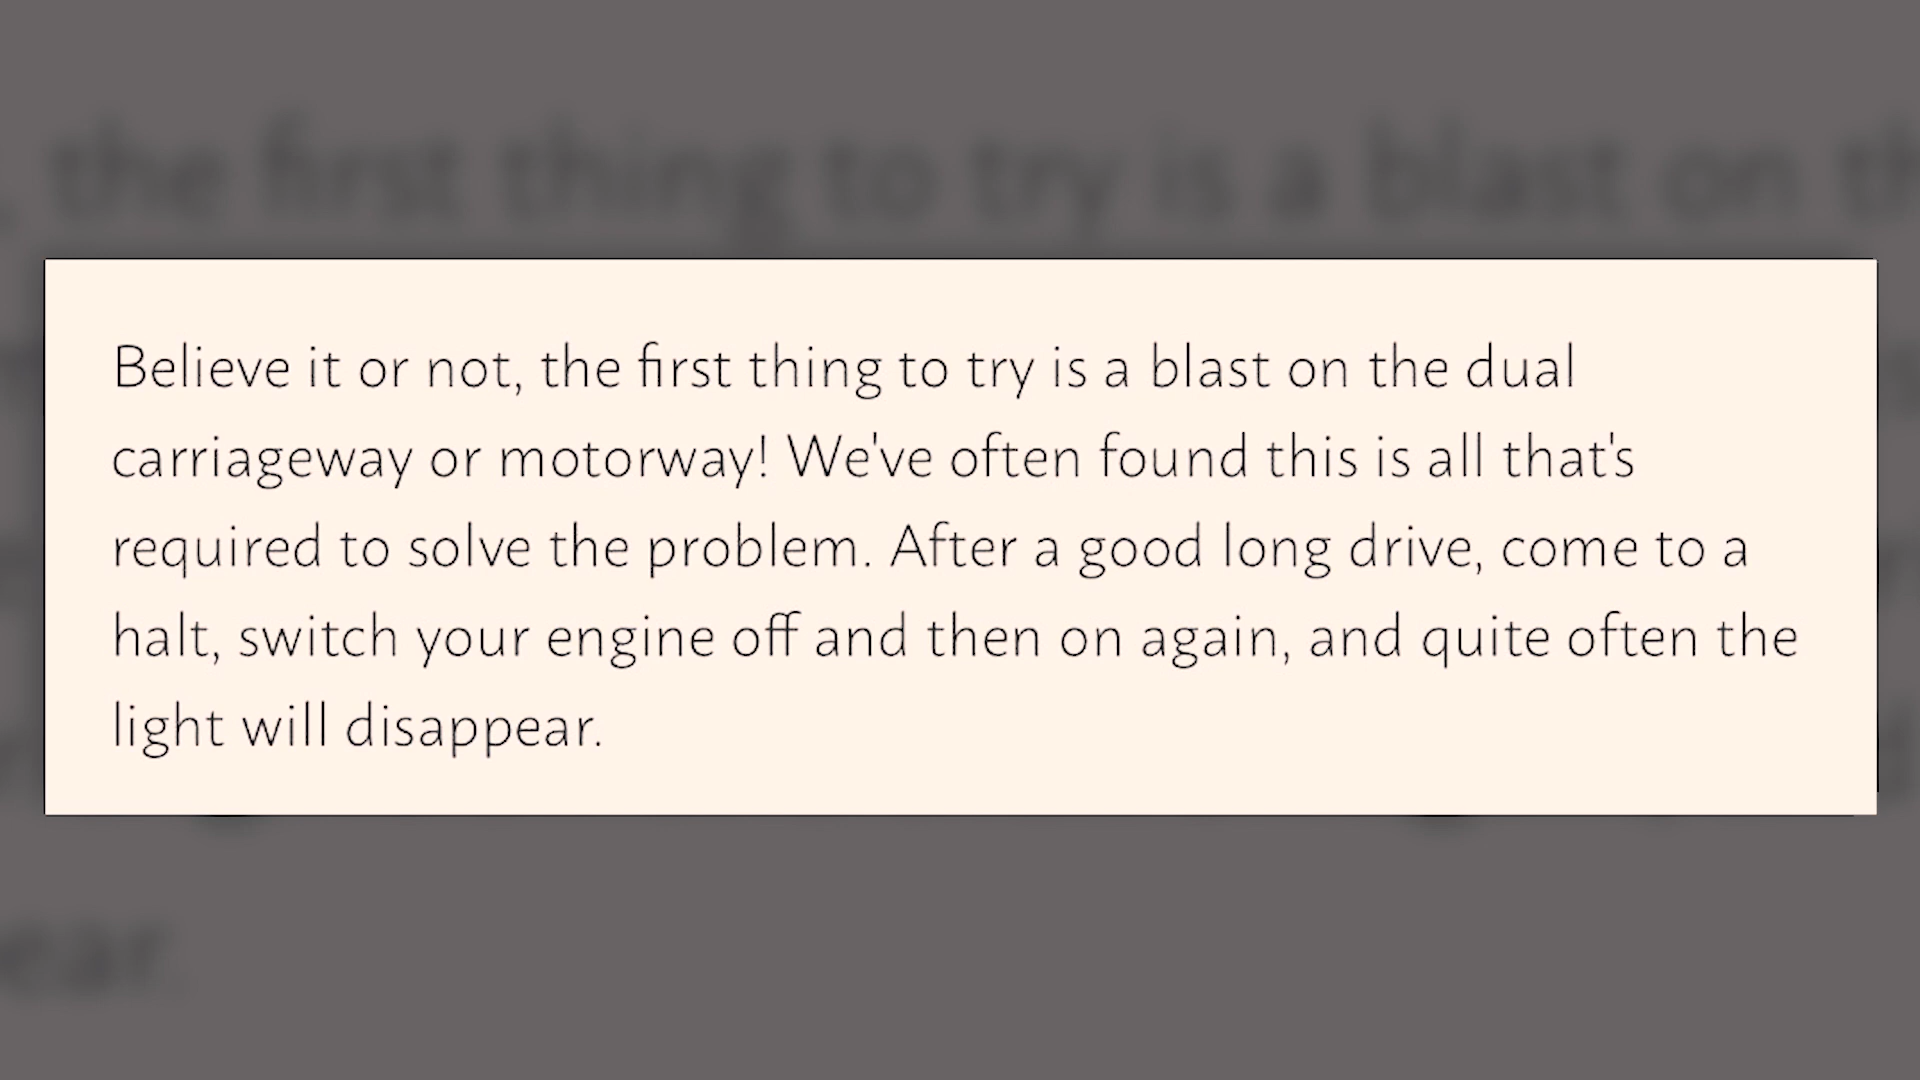 Believe it or not, the first thing to try is a blast on the dual
carriageway or motorway! We've often found this is all that's
required to solve the problem. After a good long drive, come to a
halt, switch your engine off and then on again, and quite often the
light will disappear.